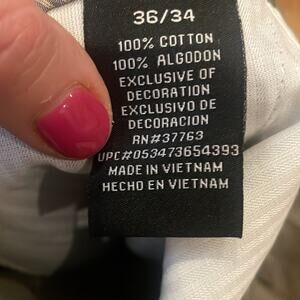 36/34
100% COTTON
100% ALGODON
EXCLUSIVE OF
DECORATION
EXCLUSIVO DE
DECORACION
RN#37763
UPC#053473654393
MADE IN VIETNAM
HECHO EN VIETNAM